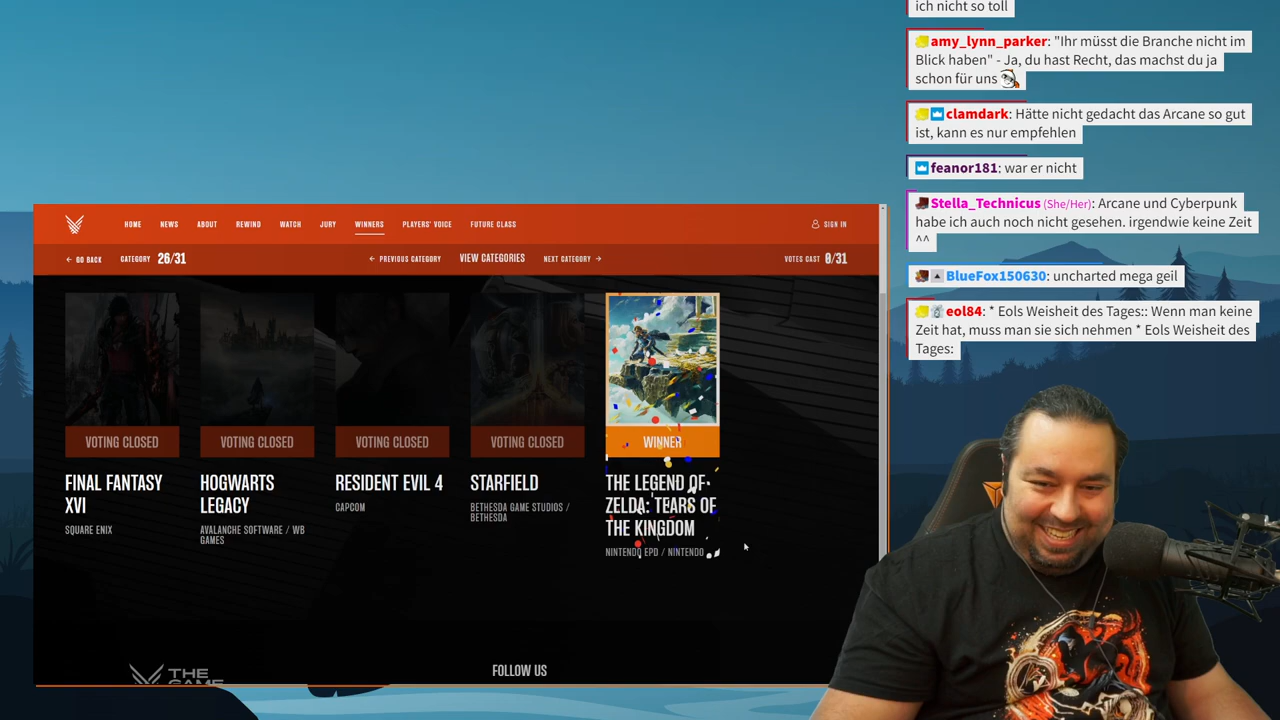 HOME
NEWS
ABOUT
REWIND
WATCH
JURY
WINNERS
PLAYERS' VOICE
FUTURE CLASS
SIGN IN
← GO BACK
CATEGORY 26/31
← PREVIOUS CATEGORY
VIEW CATEGORIES
NEXT CATEGORY →
VOTES CAST 0/31
VOTING CLOSED
FINAL FANTASY
XVI
SQUARE ENIX
VOTING CLOSED
HOGWARTS
LEGACY
AVALANCHE SOFTWARE / WB
GAMES
VOTING CLOSED
RESIDENT EVIL 4
CAPCOM
VOTING CLOSED
STARFIELD
BETHESDA GAME STUDIOS /
BETHESDA
WINNER
THE LEGEND OF
ZELDA: TEARS OF
THE KINGDOM
NINTENDO EPD / NINTENDO
THE
GAME
FOLLOW US
ich nicht so toll
amy_lynn_parker: "Ihr müsst die Branche nicht im
Blick haben" - Ja, du hast Recht, das machst du ja
schon für uns
clamdark: Hätte nicht gedacht das Arcane so gut
ist, kann es nur empfehlen
feanor181: war er nicht
Stella_Technicus (She/Her): Arcane und Cyberpunk
habe ich auch noch nicht gesehen. irgendwie keine Zeit
^^
BlueFox150630: uncharted mega geil
eol84: * Eols Weisheit des Tages:: Wenn man keine
Zeit hat, muss man sie sich nehmen * Eols Weisheit des
Tages: